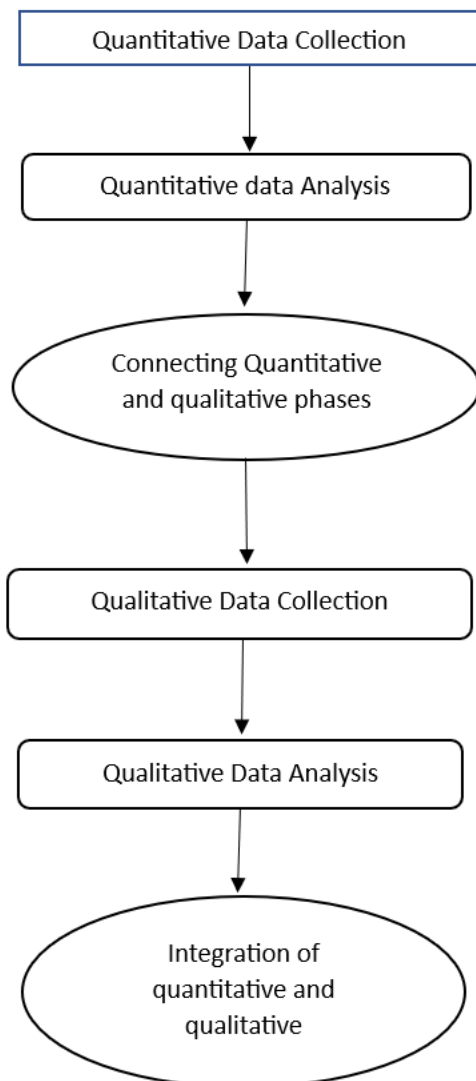 Quantitative Data Collection
Quantitative data Analysis
Connecting Quantitative
and qualitative phases
Qualitative Data Collection
Qualitative Data Analysis
Integration of
quantitative and
qualitative